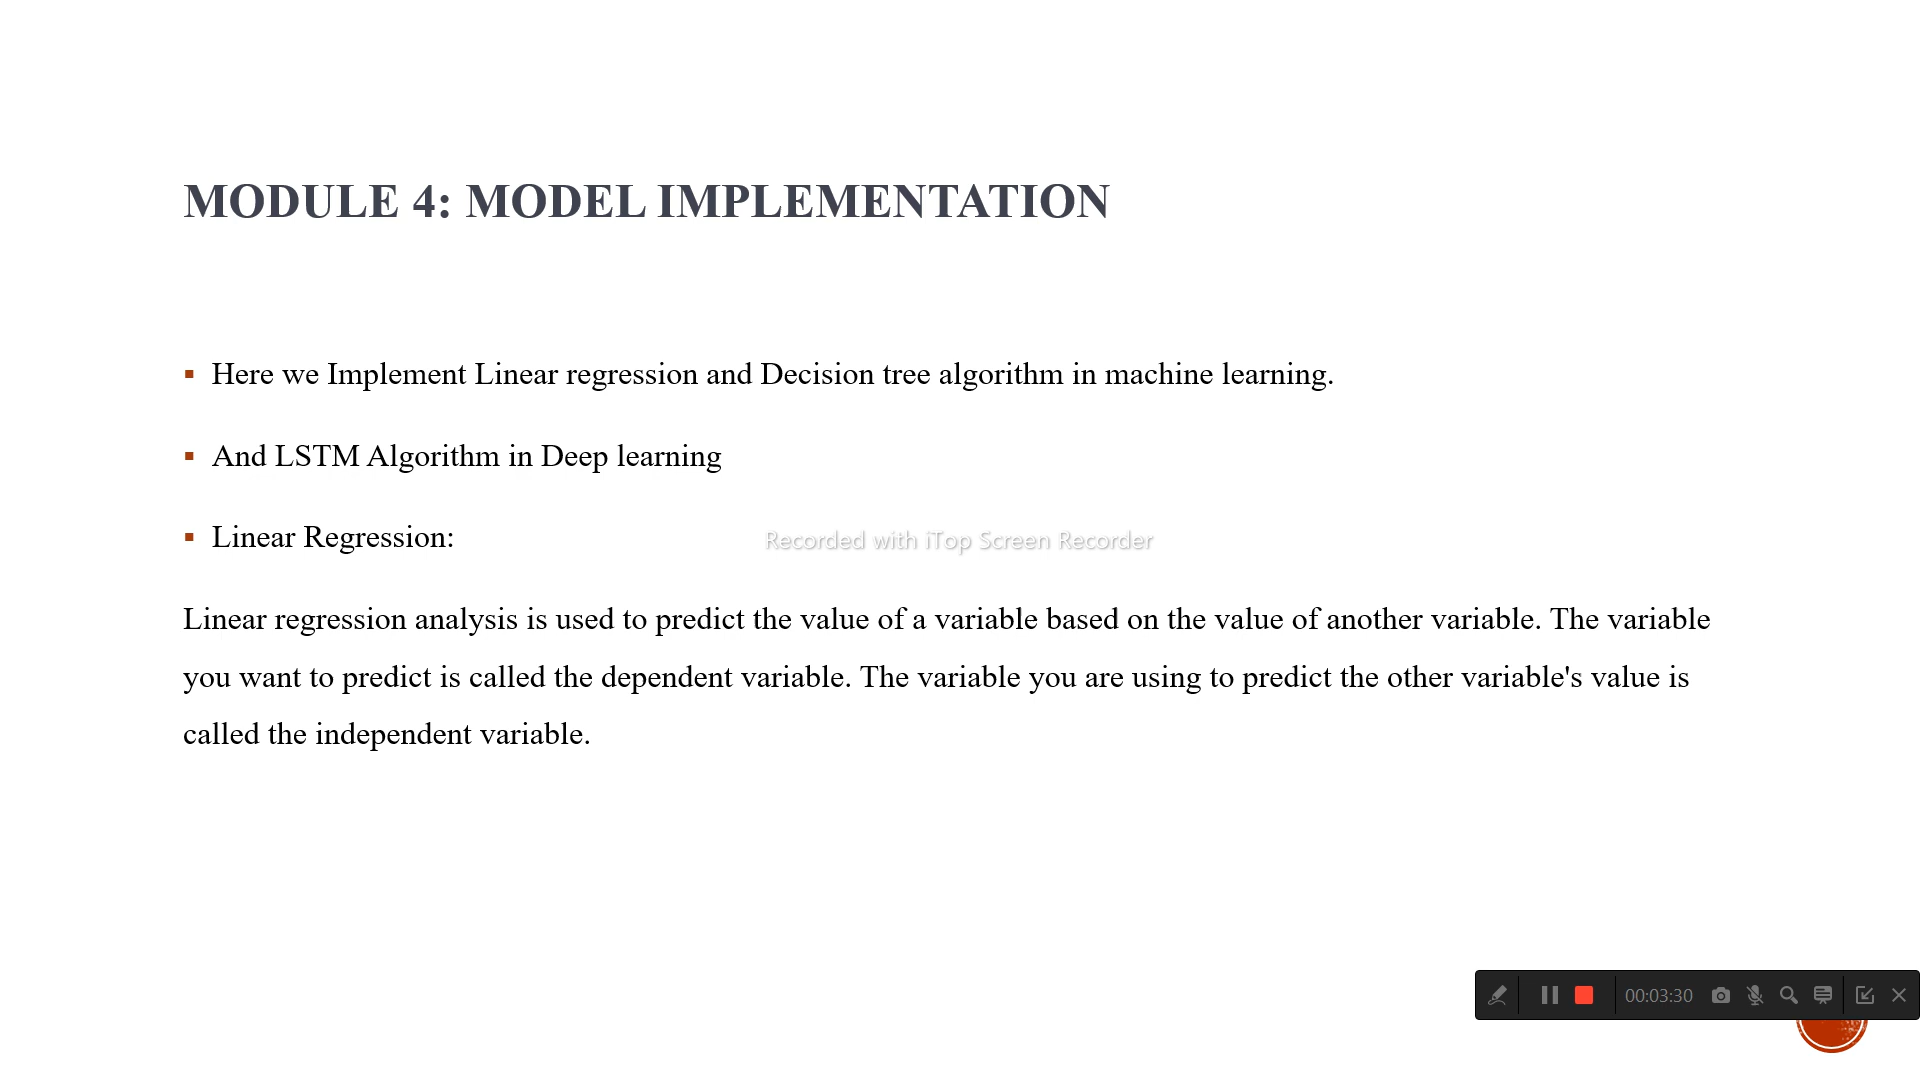 MODULE 4: MODEL IMPLEMENTATION
▪ Here we Implement Linear regression and Decision tree algorithm in machine learning.
▪ And LSTM Algorithm in Deep learning
▪ Linear Regression:
Recorded with iTop Screen Recorder
Linear regression analysis is used to predict the value of a variable based on the value of another variable. The variable
you want to predict is called the dependent variable. The variable you are using to predict the other variable's value is
called the independent variable.
00:03:30